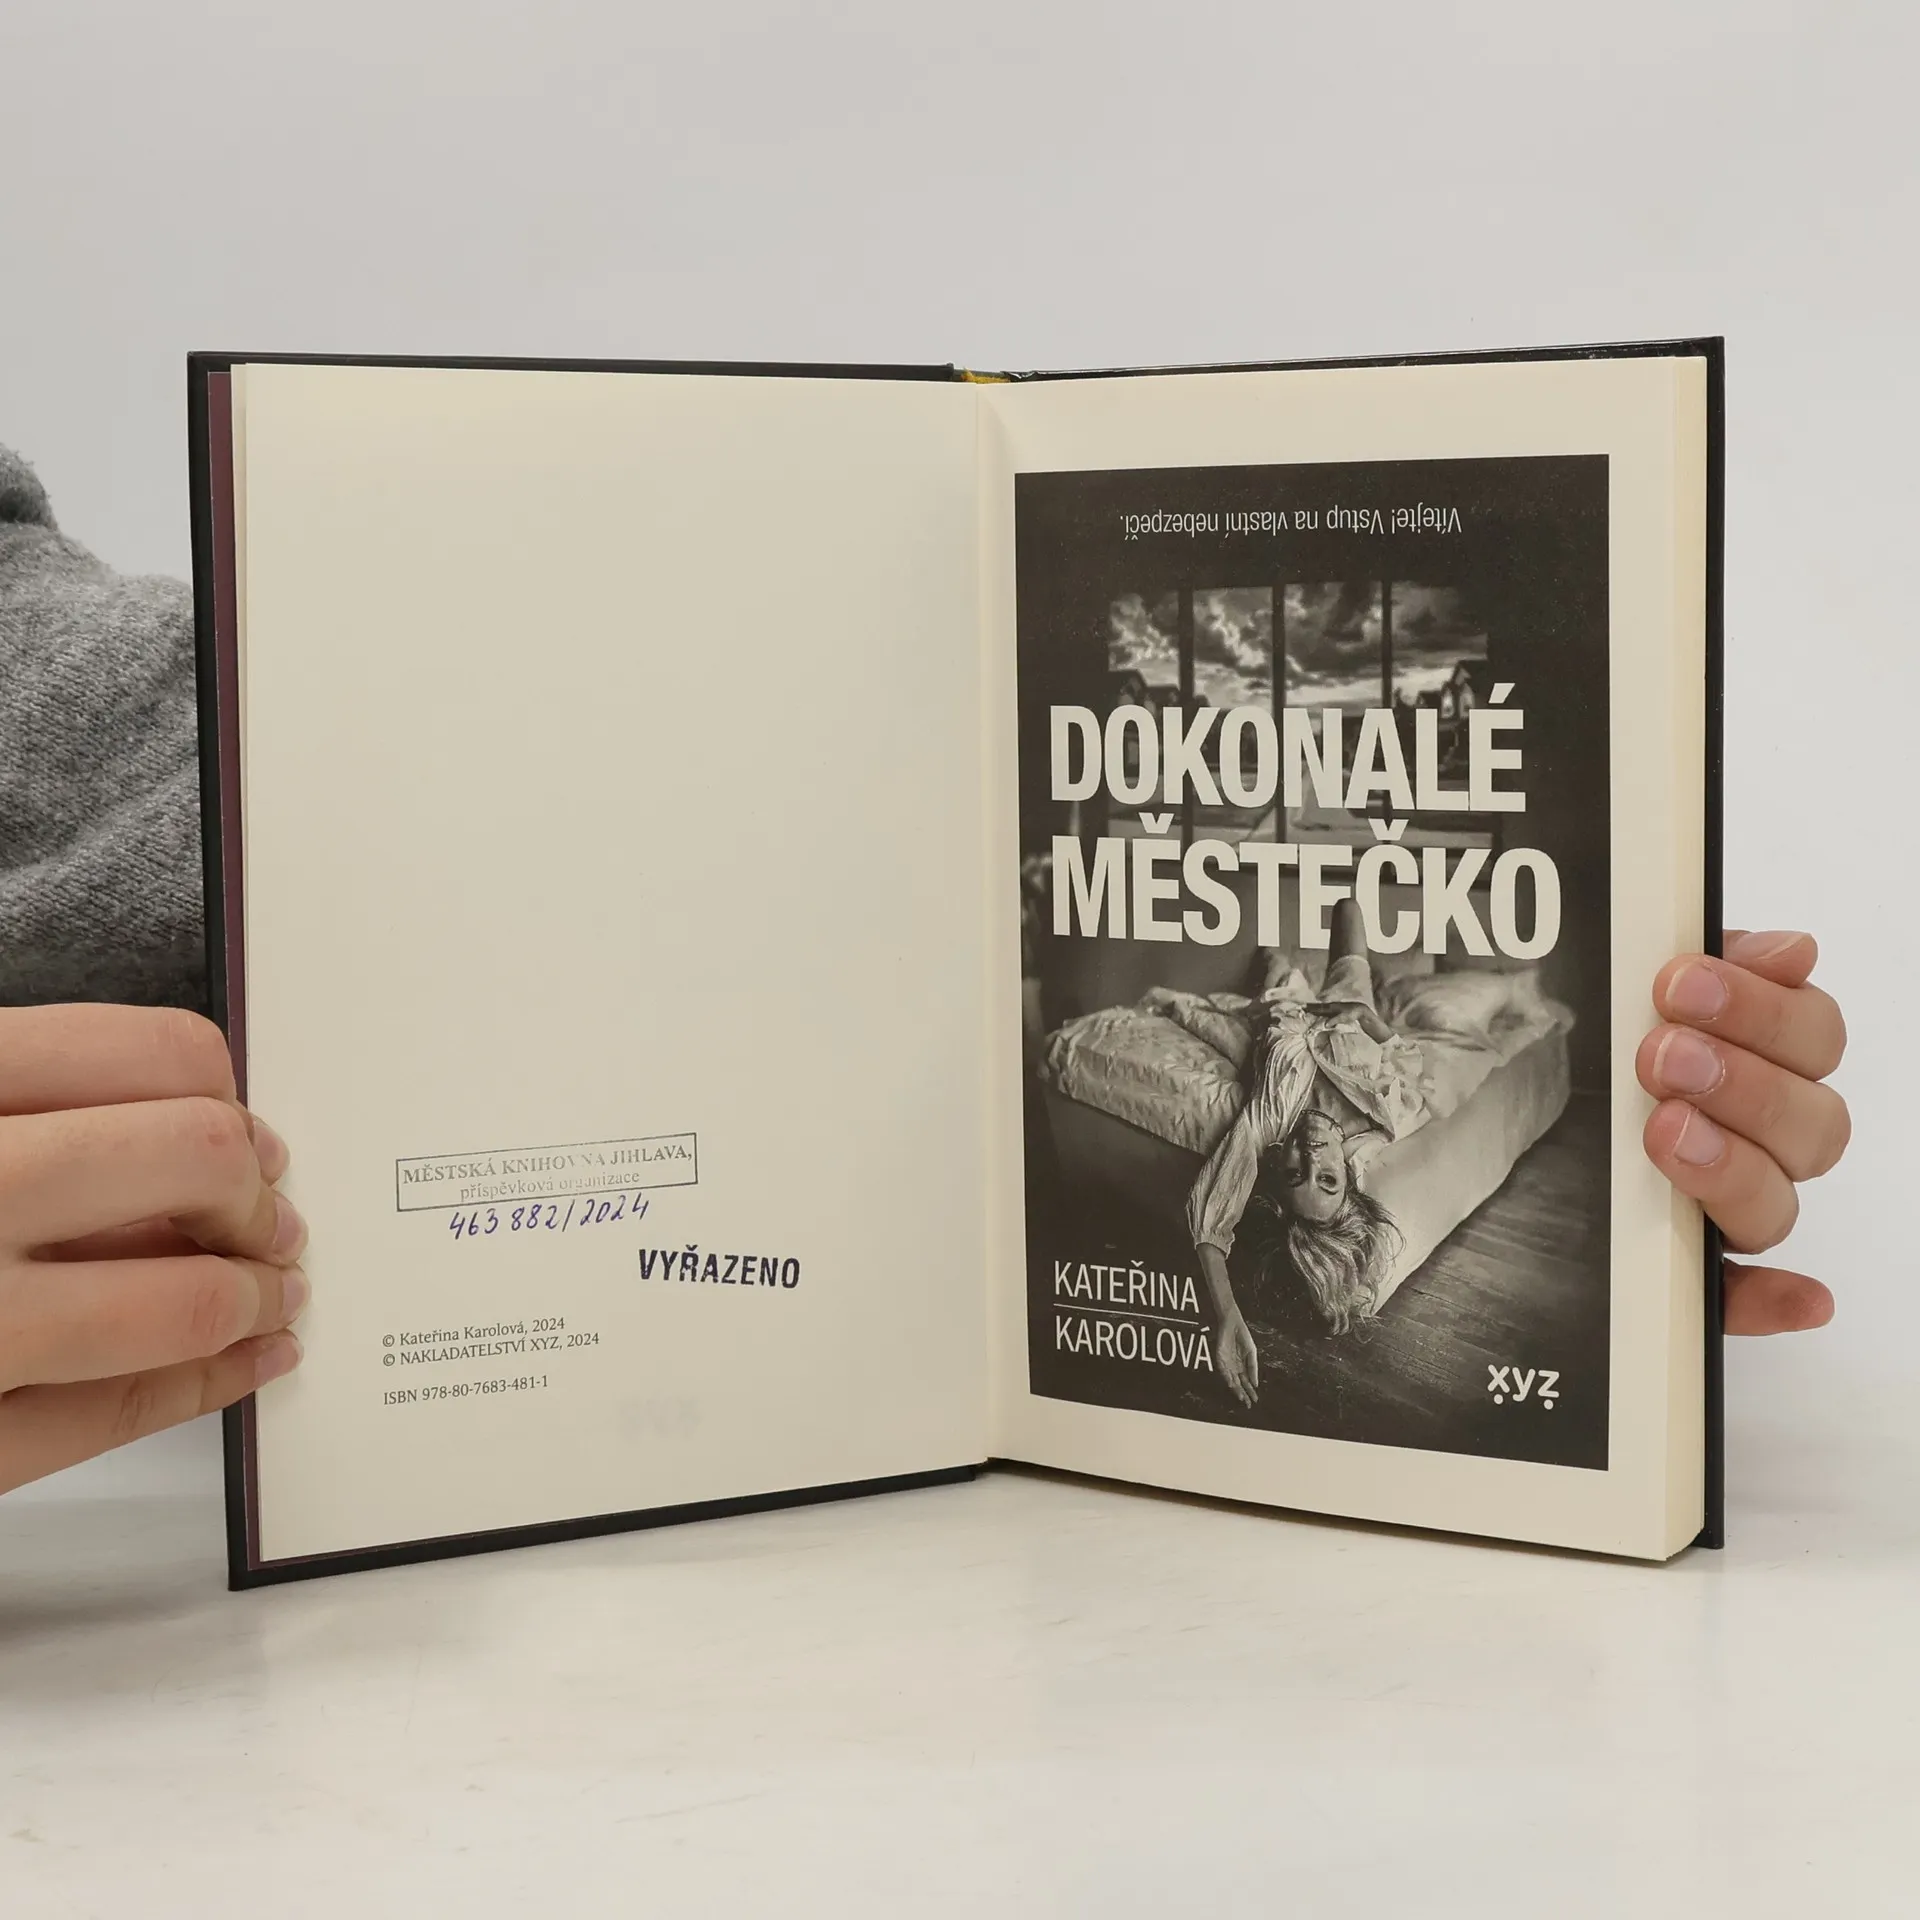 MĚSTSKÁ KNIHOVNA JIHLAVA,
příspěvková organizace
463 882/2024
VYŘAZENO
© Kateřina Karolová, 2024
© NAKLADATELSTVÍ XYZ, 2024
ISBN 978-80-7683-481-1
Vítejte! Vstup na vlastní nebezpečí.
DOKONALÉ
MĚSTEČKO
KATEŘINA
KAROLOVÁ
xyz